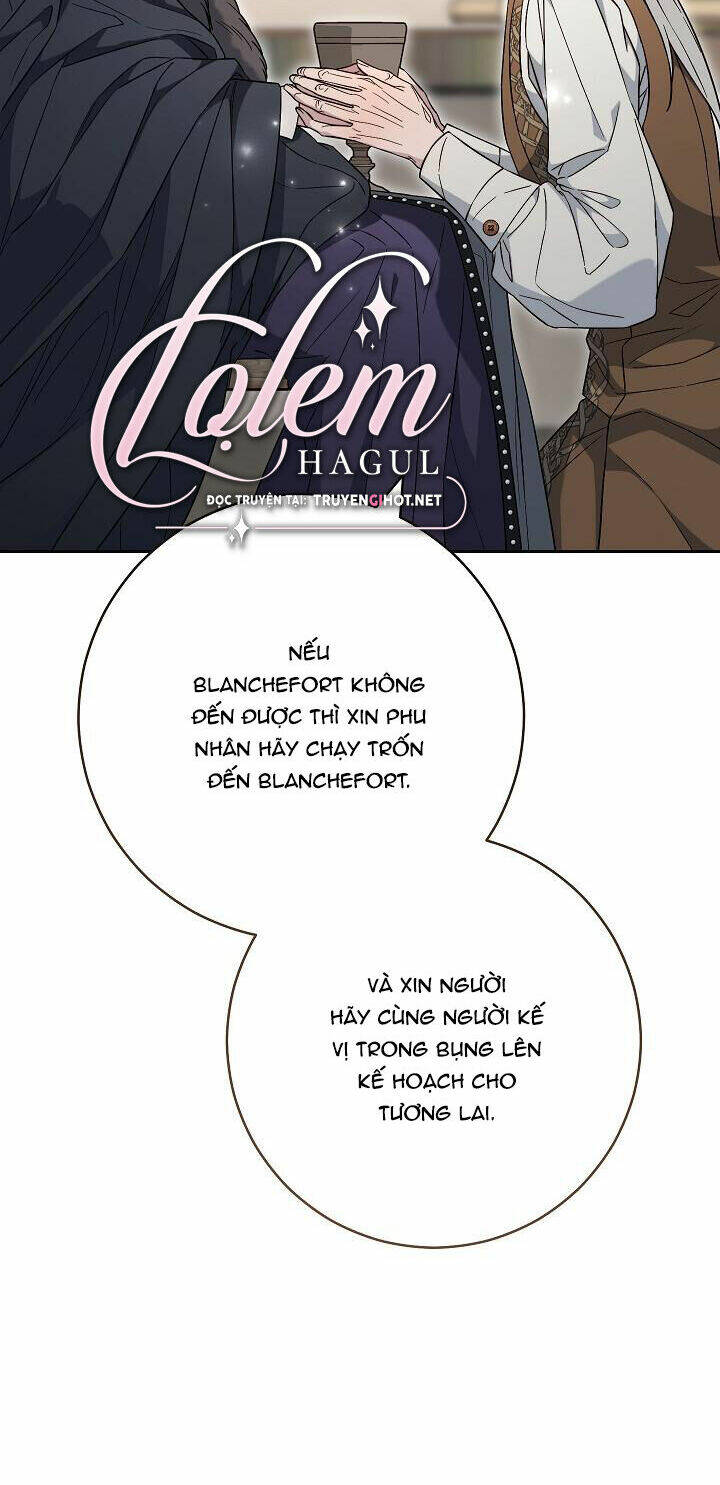 Lọlem
HAGUL
ĐỌC TRUYỆN TẠI: TRUYENGIHOT.NET
NẾU
BLANCHEFORT KHÔNG
ĐẾN ĐƯỢC THÌ XIN PHU
NHÂN HÃY CHẠY TRỐN
ĐẾN BLANCHEFORT.
VÀ XIN NGƯỜI
HÃY CÙNG NGƯỜI KẾ
VỊ TRONG BỤNG LÊN
KẾ HOẠCH CHO
TƯƠNG LAI.